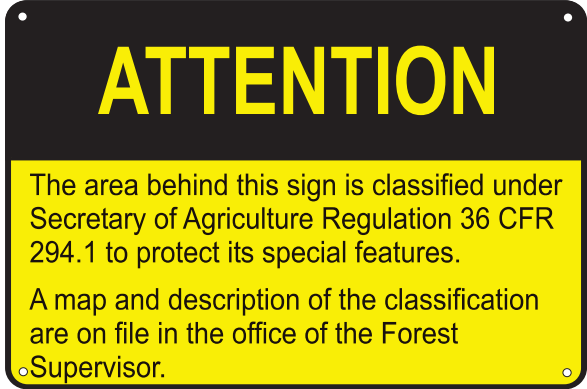 ATTENTION
The area behind this sign is classified under
Secretary of Agriculture Regulation 36 CFR
294.1 to protect its special features.
A map and description of the classification
are on file in the office of the Forest
Supervisor.